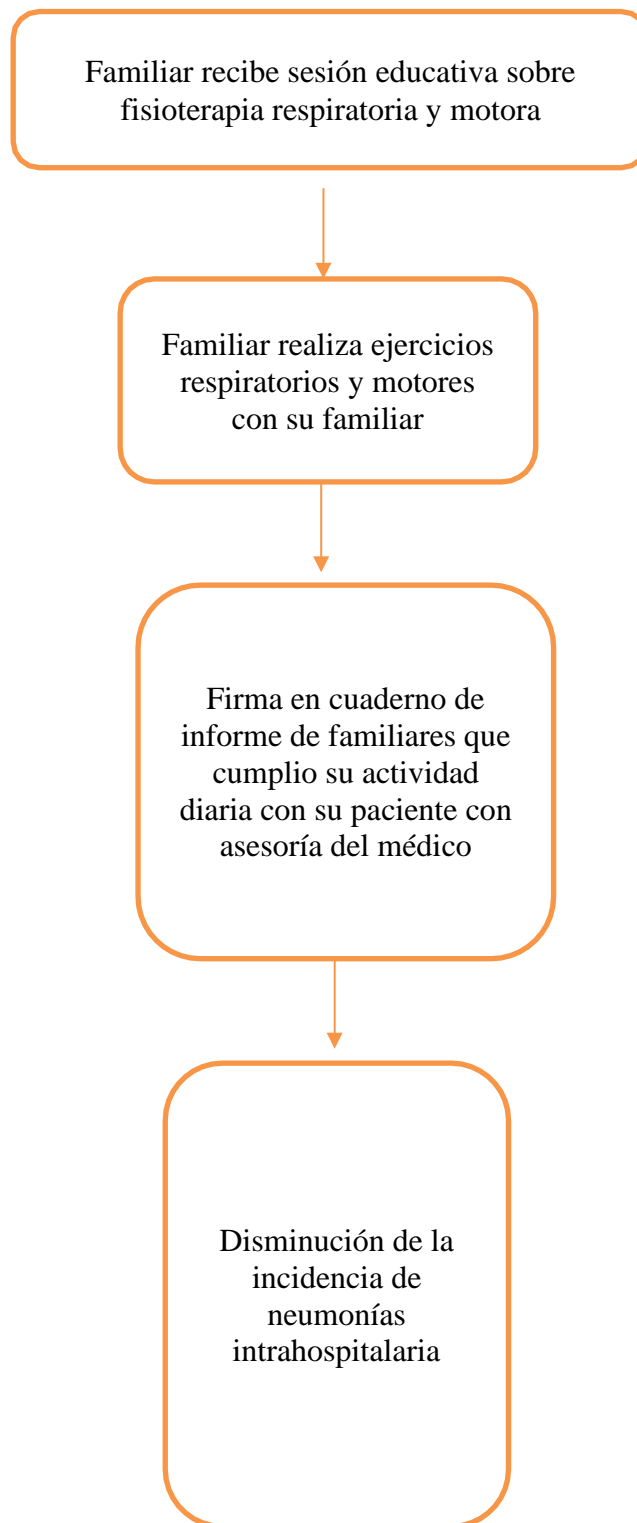 Familiar recibe sesión educativa sobre
fisioterapia respiratoria y motora
Familiar realiza ejercicios
respiratorios y motores
con su familiar
Firma en cuaderno de
informe de familiares que
cumplio su actividad
diaria con su paciente con
asesoría del médico
Disminución de la
incidencia de
neumonías
intrahospitalaria